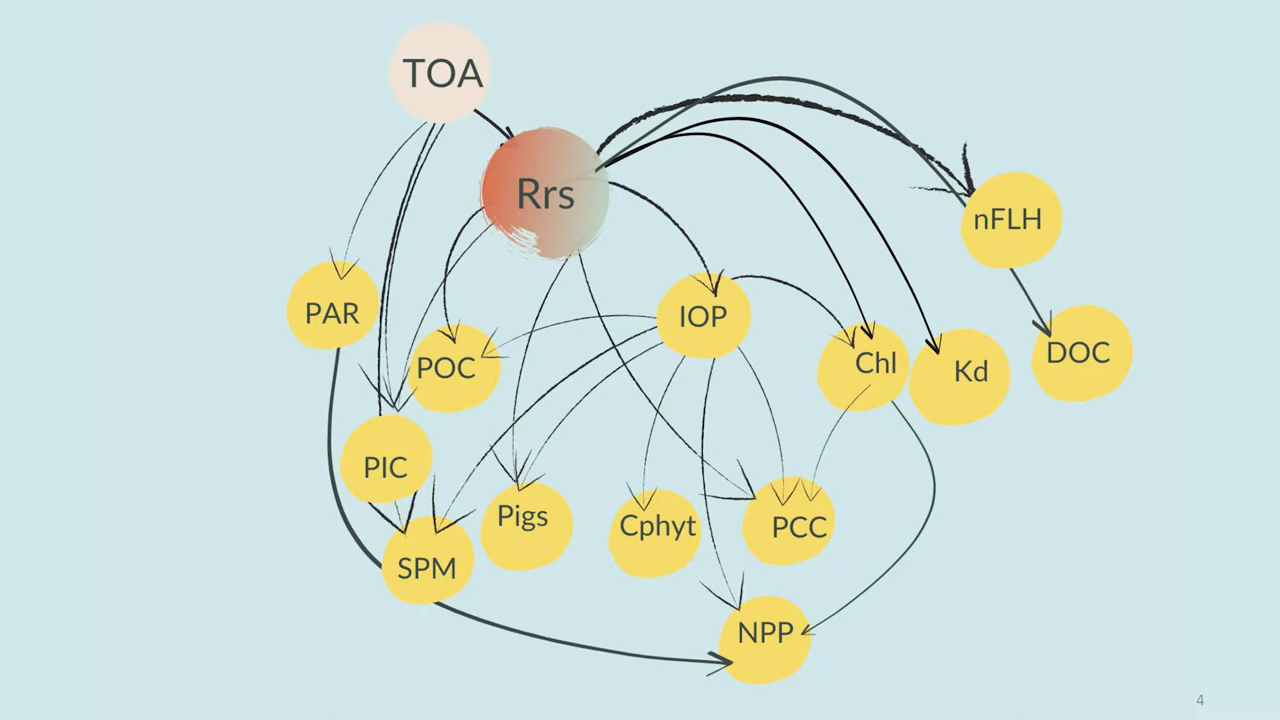 TOA
Rrs
nFLH
PAR
IOP
POC
Chl
Kd
DOC
PIC
Pigs
Cphyt
PCC
SPM
NPP
4